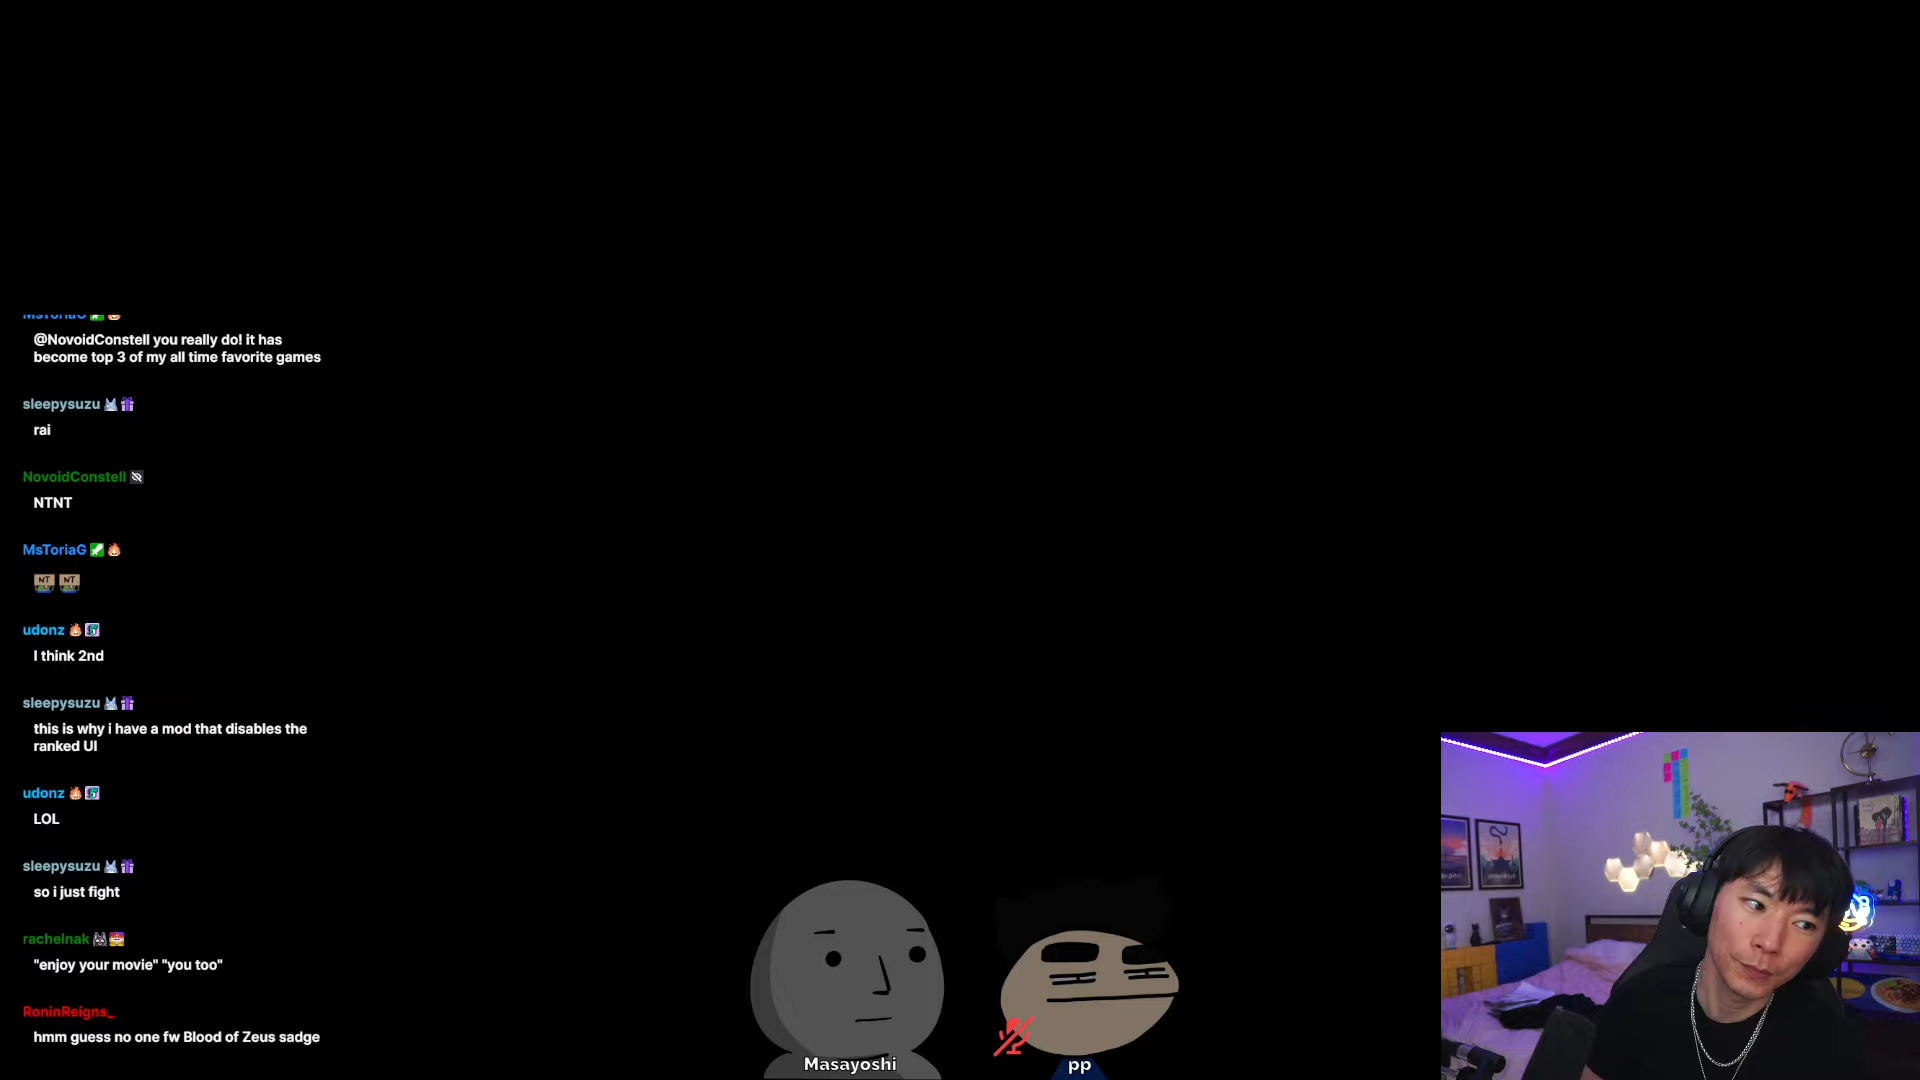 MsToriaG
@NovoidConstell you really do! it has
become top 3 of my all time favorite games
sleepysuzu
rai
NovoidConstell
NTNT
MsToriaG
NT NT
udonz
I think 2nd
sleepysuzu
this is why i have a mod that disables the
ranked UI
udonz
LOL
sleepysuzu
so i just fight
rachelnak
"enjoy your movie" "you too"
RoninReigns_
hmm guess no one fw Blood of Zeus sadge
Masayoshi
pp